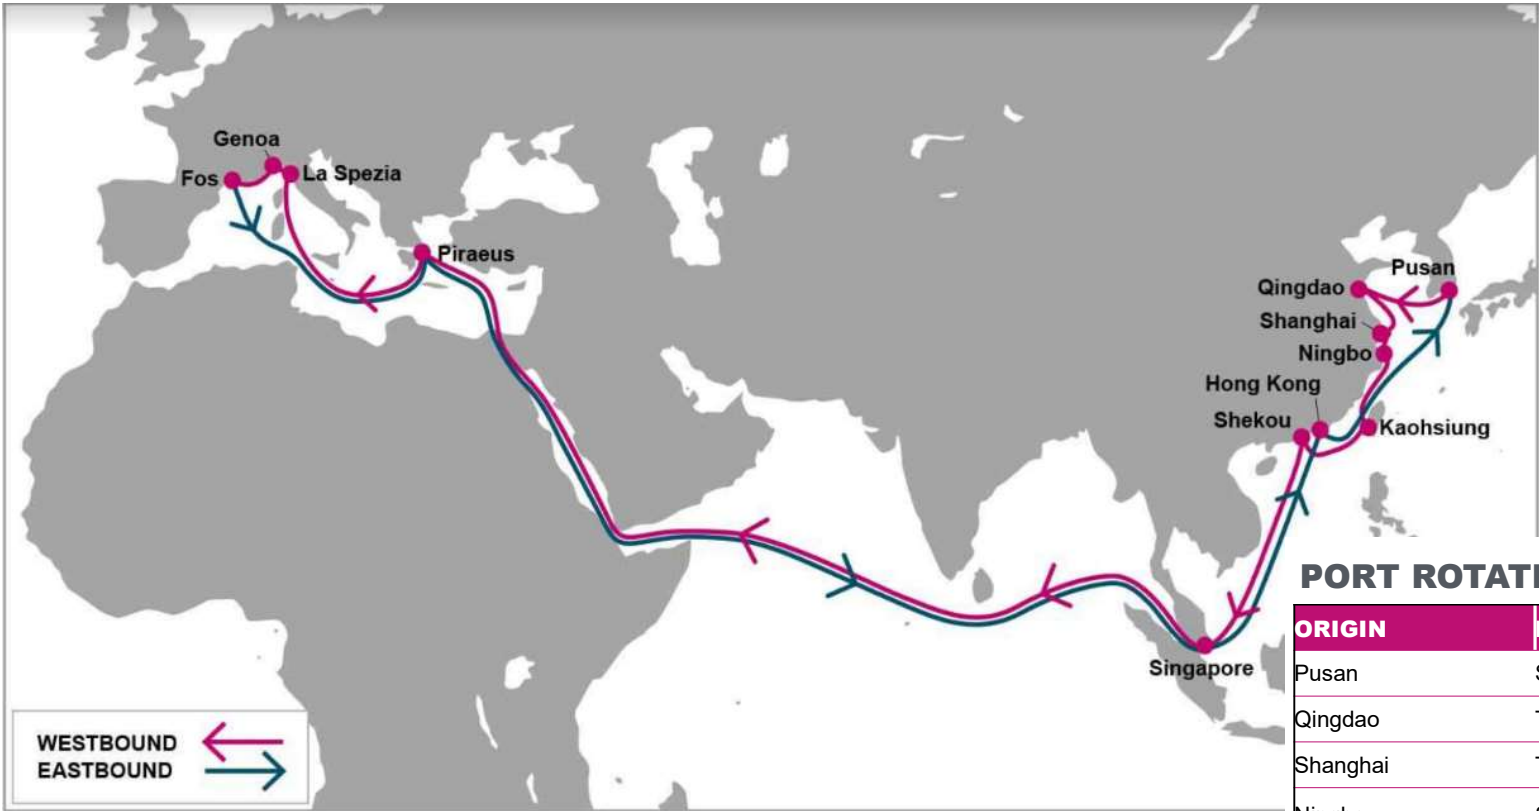 Genoa
Fos
La Spezia
Piraeus
Qingdao
Pusan
Shanghai
Ningbo
Hong Kong
Shekou
Kaohsiung
Singapore
WESTBOUND
EASTBOUND
PORT ROTATI
ORIGIN
Pusan
Qingdao
Shanghai